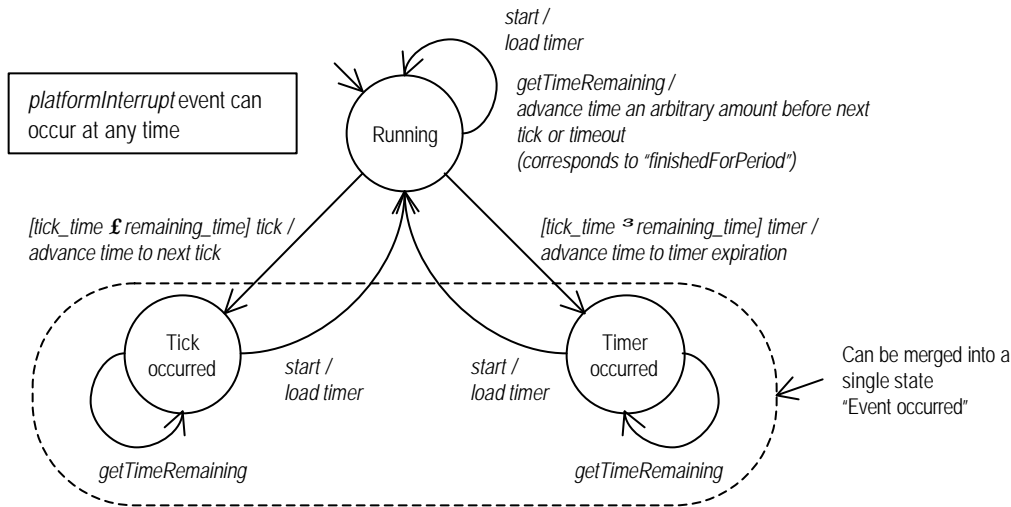 start /
load timer
platformInterrupt event can
occur at any time
getTimeRemaining /
advance time an arbitrary amount before next
tick or timeout
(corresponds to “finishedForPeriod”)
Running
[tick_time £ remaining_time] tick /
advance time to next tick
[tick_time ³ remaining_time] timer /
advance time to timer expiration
Tick
occurred
start /
load timer
start /
load timer
Timer
occurred
Can be merged into a
single state
“Event occurred”
getTimeRemaining
getTimeRemaining